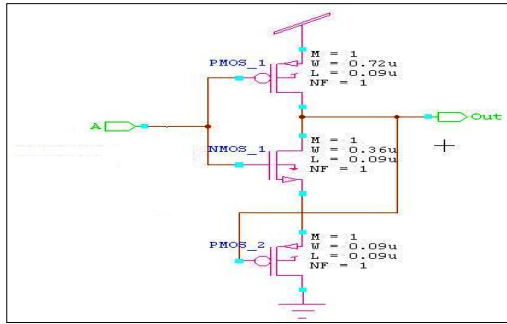 PMOS_1
M = 1
W = 0.72u
L = 0.09u
NF = 1
A
Out
NMOS_1
M = 1
W = 0.36u
L = 0.09u
NF = 1
PMOS_2
M = 1
W = 0.09u
L = 0.09u
NF = 1